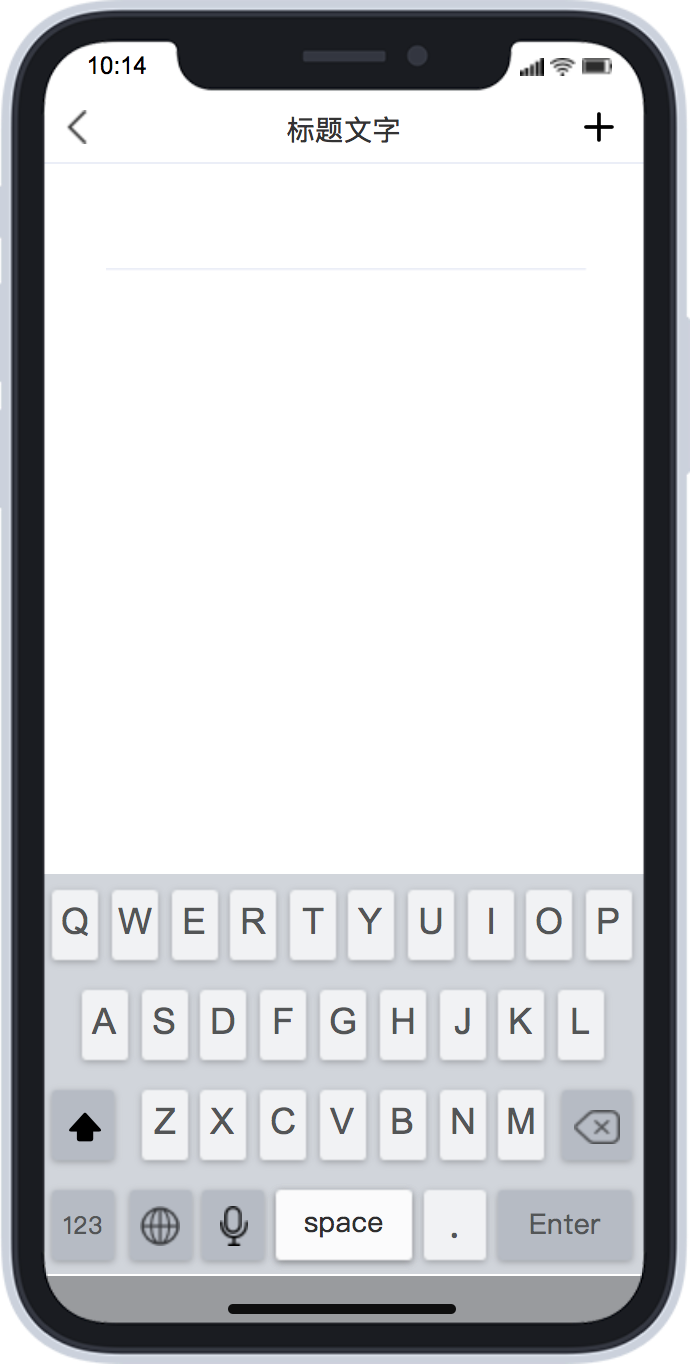 10:14
标题文字
Q W E R T Y U I O P
A S D F G H J K L
Z X C V B N M
123 space . Enter